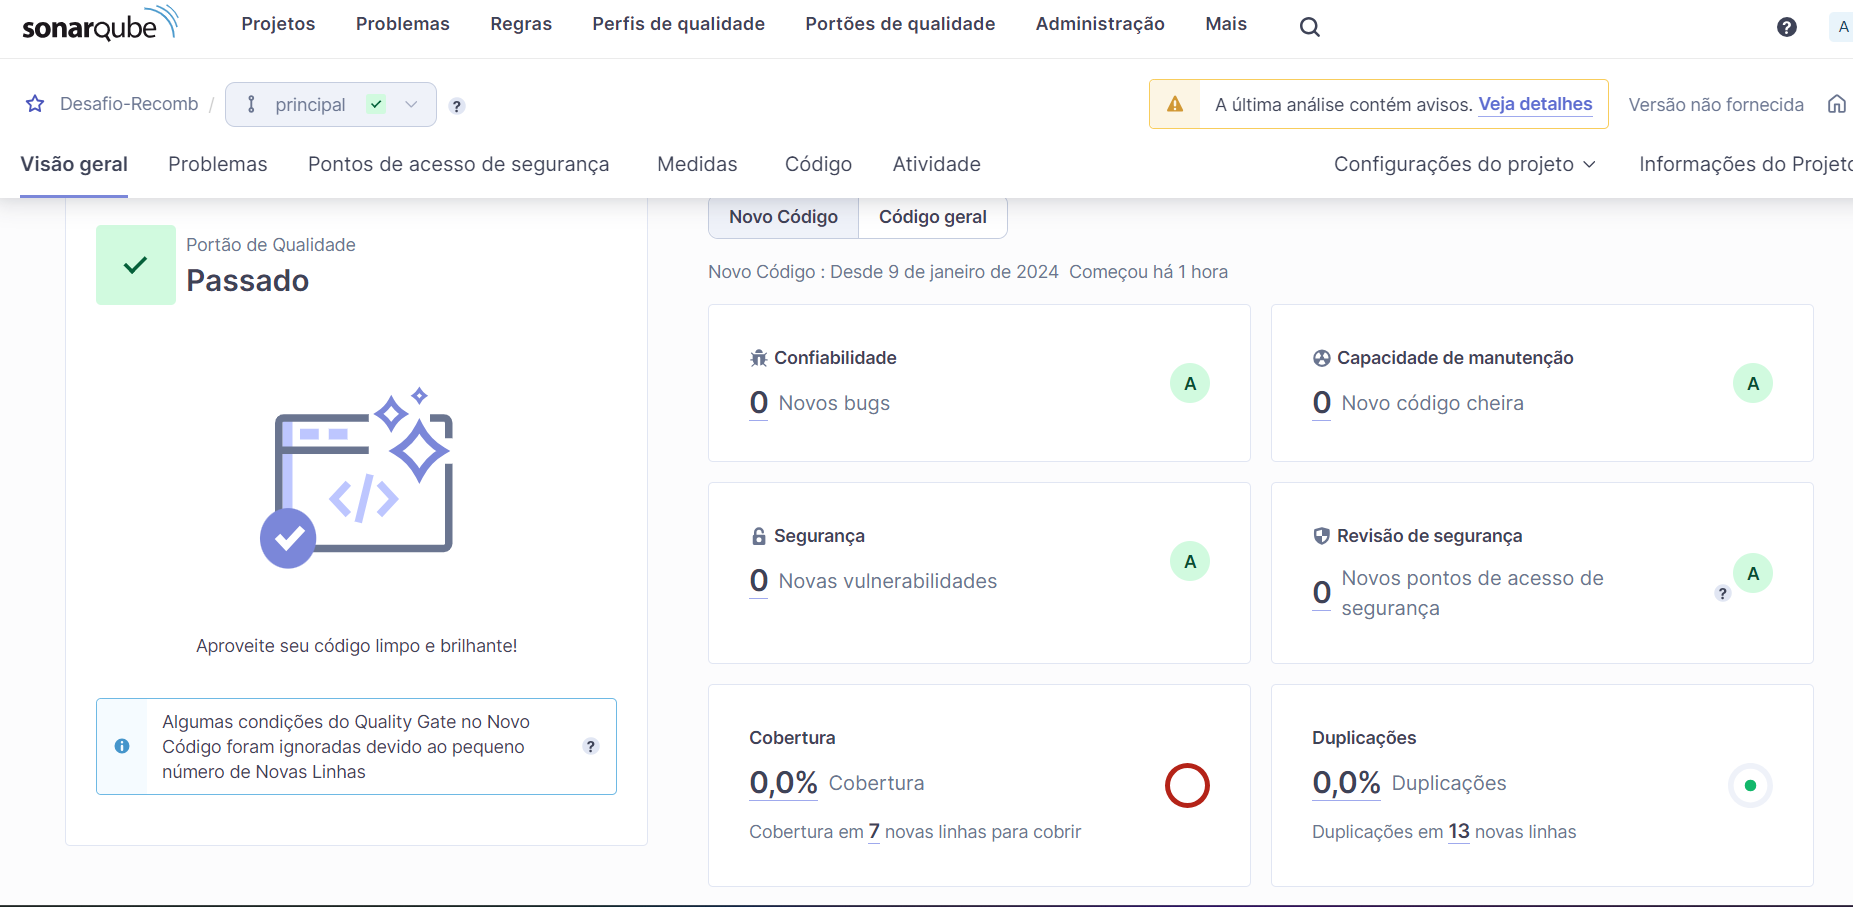 sonarqube
Projetos Problemas Regras Perfis de qualidade Portões de qualidade Administração Mais ? A
Desafio-Recomb / principal ?
A última análise contém avisos. Veja detalhes
Versão não fornecida
Visão geral Problemas Pontos de acesso de segurança Medidas Código Atividade Configurações do projeto Informações do Projeto
Portão de Qualidade
Passado
Aproveite seu código limpo e brilhante!
Algumas condições do Quality Gate no Novo
Código foram ignoradas devido ao pequeno
número de Novas Linhas
?
Novo Código Código geral
Novo Código : Desde 9 de janeiro de 2024 Começou há 1 hora
Confiabilidade
0 Novos bugs
A
Capacidade de manutenção
0 Novo código cheira
A
Segurança
0 Novas vulnerabilidades
A
Revisão de segurança
0 Novos pontos de acesso de
segurança
? A
Cobertura
0,0% Cobertura
Cobertura em 7 novas linhas para cobrir
Duplicações
0,0% Duplicações
Duplicações em 13 novas linhas